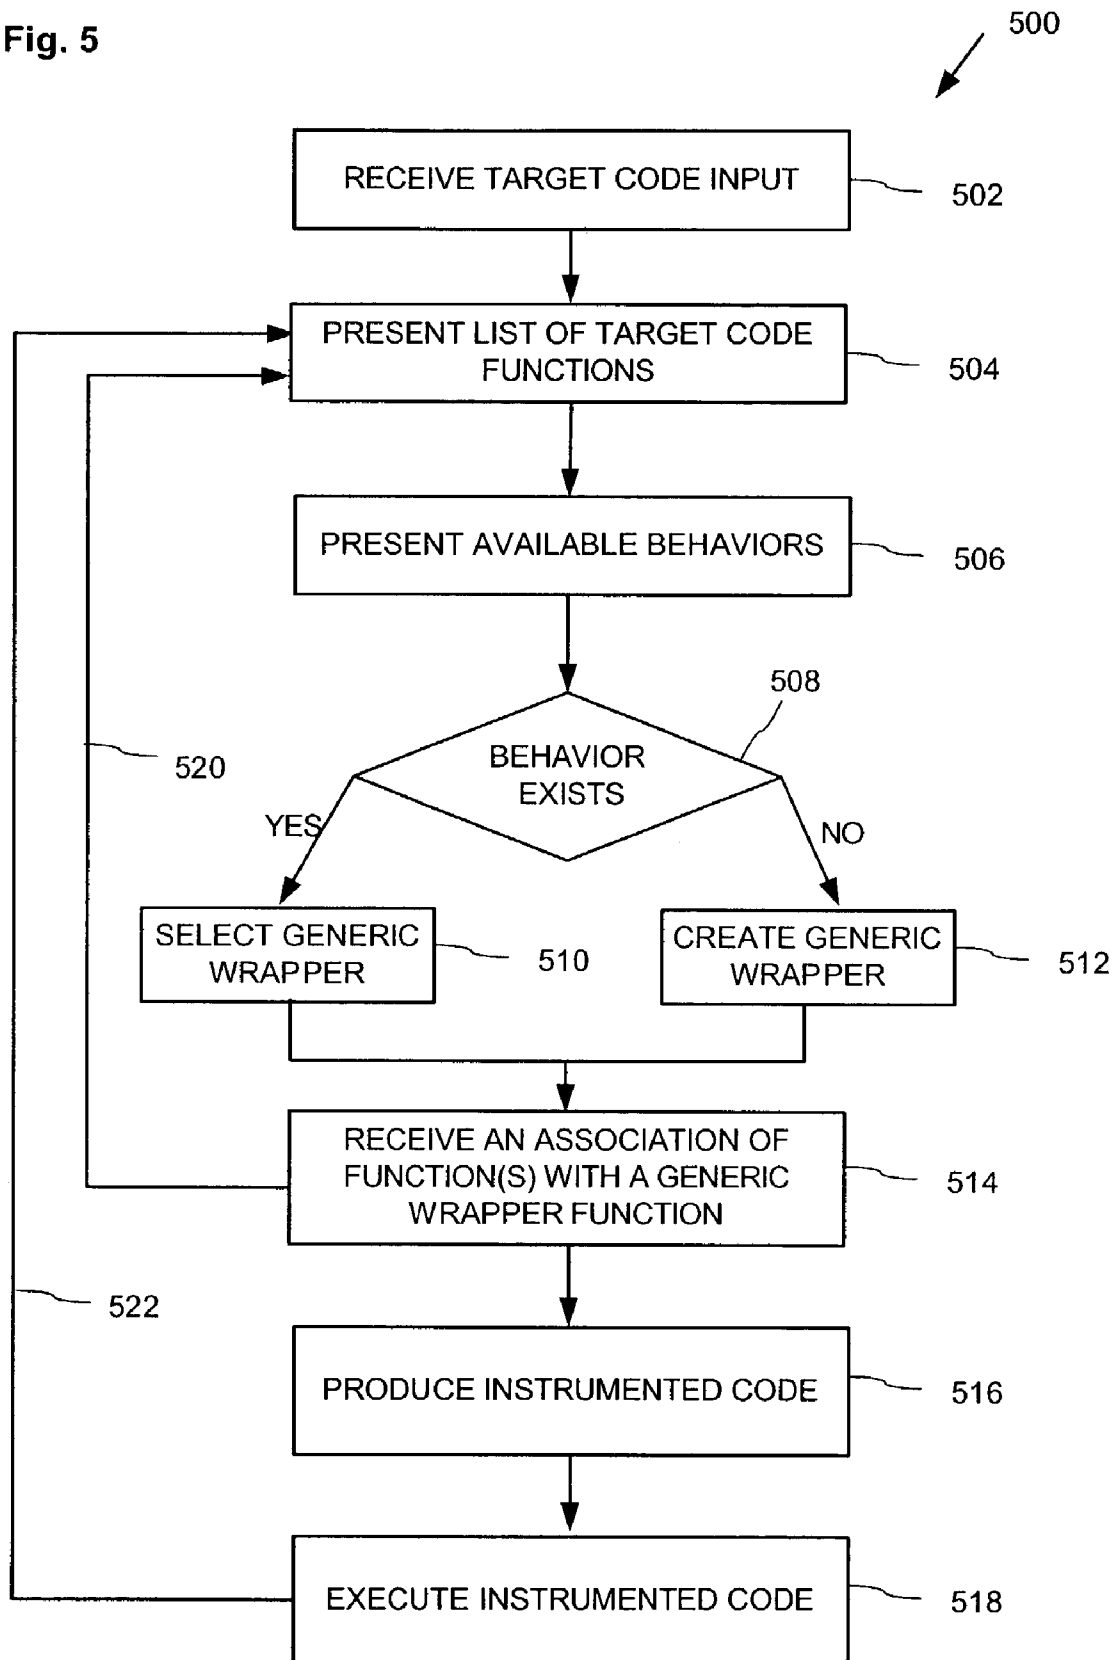 Fig. 5
500
RECEIVE TARGET CODE INPUT
502
PRESENT LIST OF TARGET CODE
FUNCTIONS
504
PRESENT AVAILABLE BEHAVIORS
506
508
BEHAVIOR
EXISTS
520
YES
NO
SELECT GENERIC
WRAPPER
510
CREATE GENERIC
WRAPPER
512
RECEIVE AN ASSOCIATION OF
FUNCTION(S) WITH A GENERIC
WRAPPER FUNCTION
514
522
PRODUCE INSTRUMENTED CODE
516
EXECUTE INSTRUMENTED CODE
518